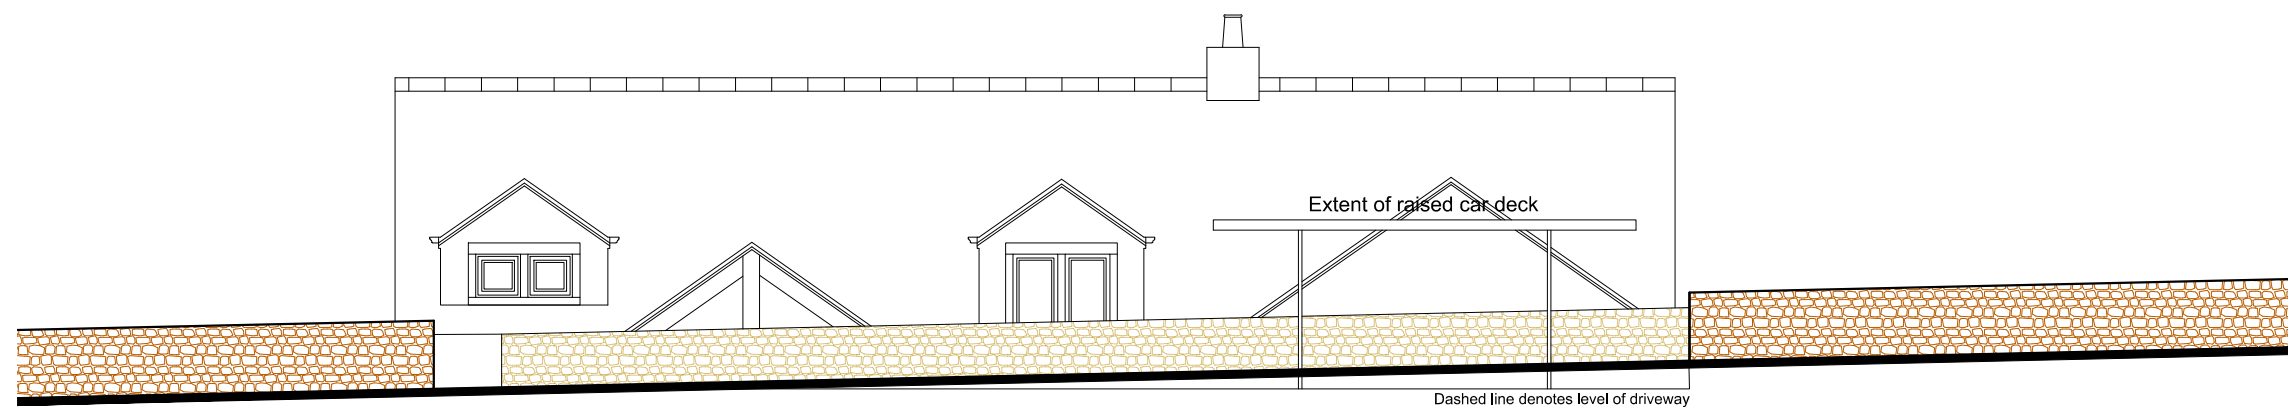 Extent of raised car deck
Dashed line denotes level of driveway